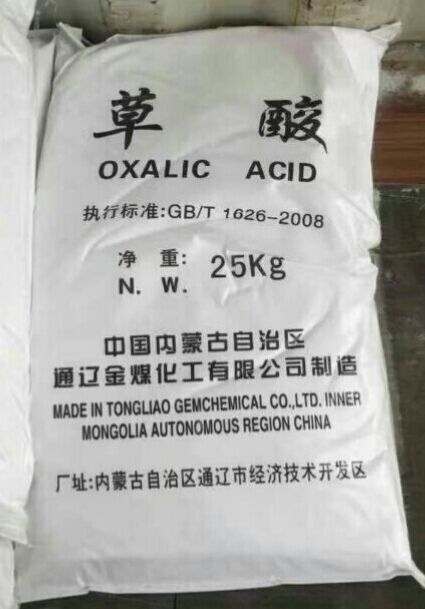 草 酸
OXALIC ACID
执行标准:GB/T 1626-2008
净 重: 25Kg
N. W.
中国内蒙古自治区
通辽金煤化工有限公司制造
MADE IN TONGLIAO GEMCHEMICAL CO.,LTD. INNER
MONGOLIA AUTONOMOUS REGION CHINA
厂址:内蒙古自治区通辽市经济技术开发区